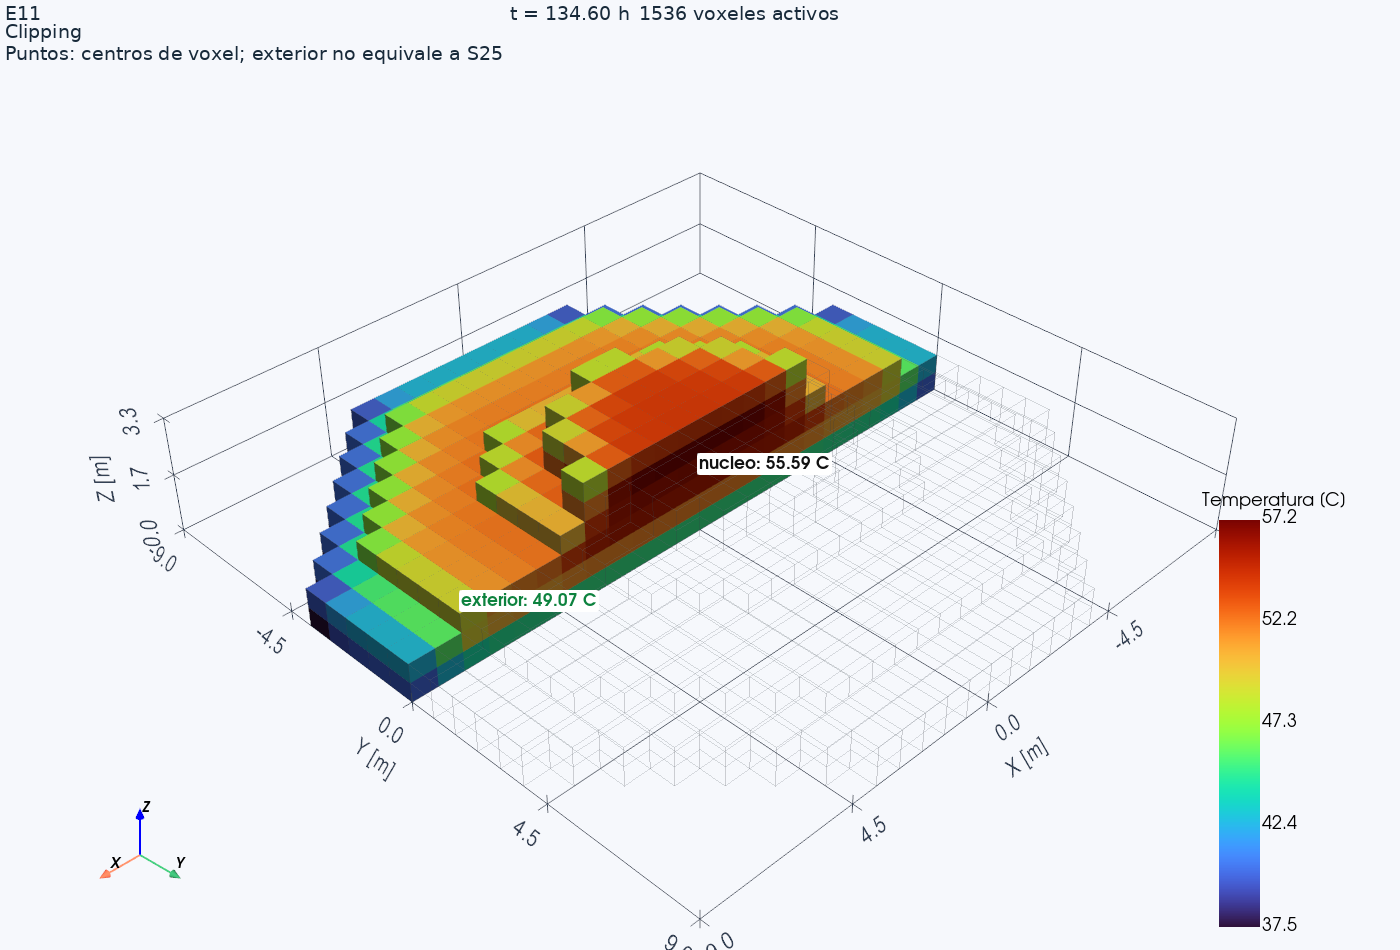 E11
t = 134.60 h 1536 voxeles activos
Clipping
Puntos: centros de voxel; exterior no equivale a S25
3.3
Z [m]
1.7
0.0
-9.0
-4.5
0.0
Y [m]
4.5
-4.5
0.0
X [m]
4.5
nucleo: 55.59 C
exterior: 49.07 C
Temperatura (C)
57.2
52.2
47.3
42.4
37.5
Z
X
Y